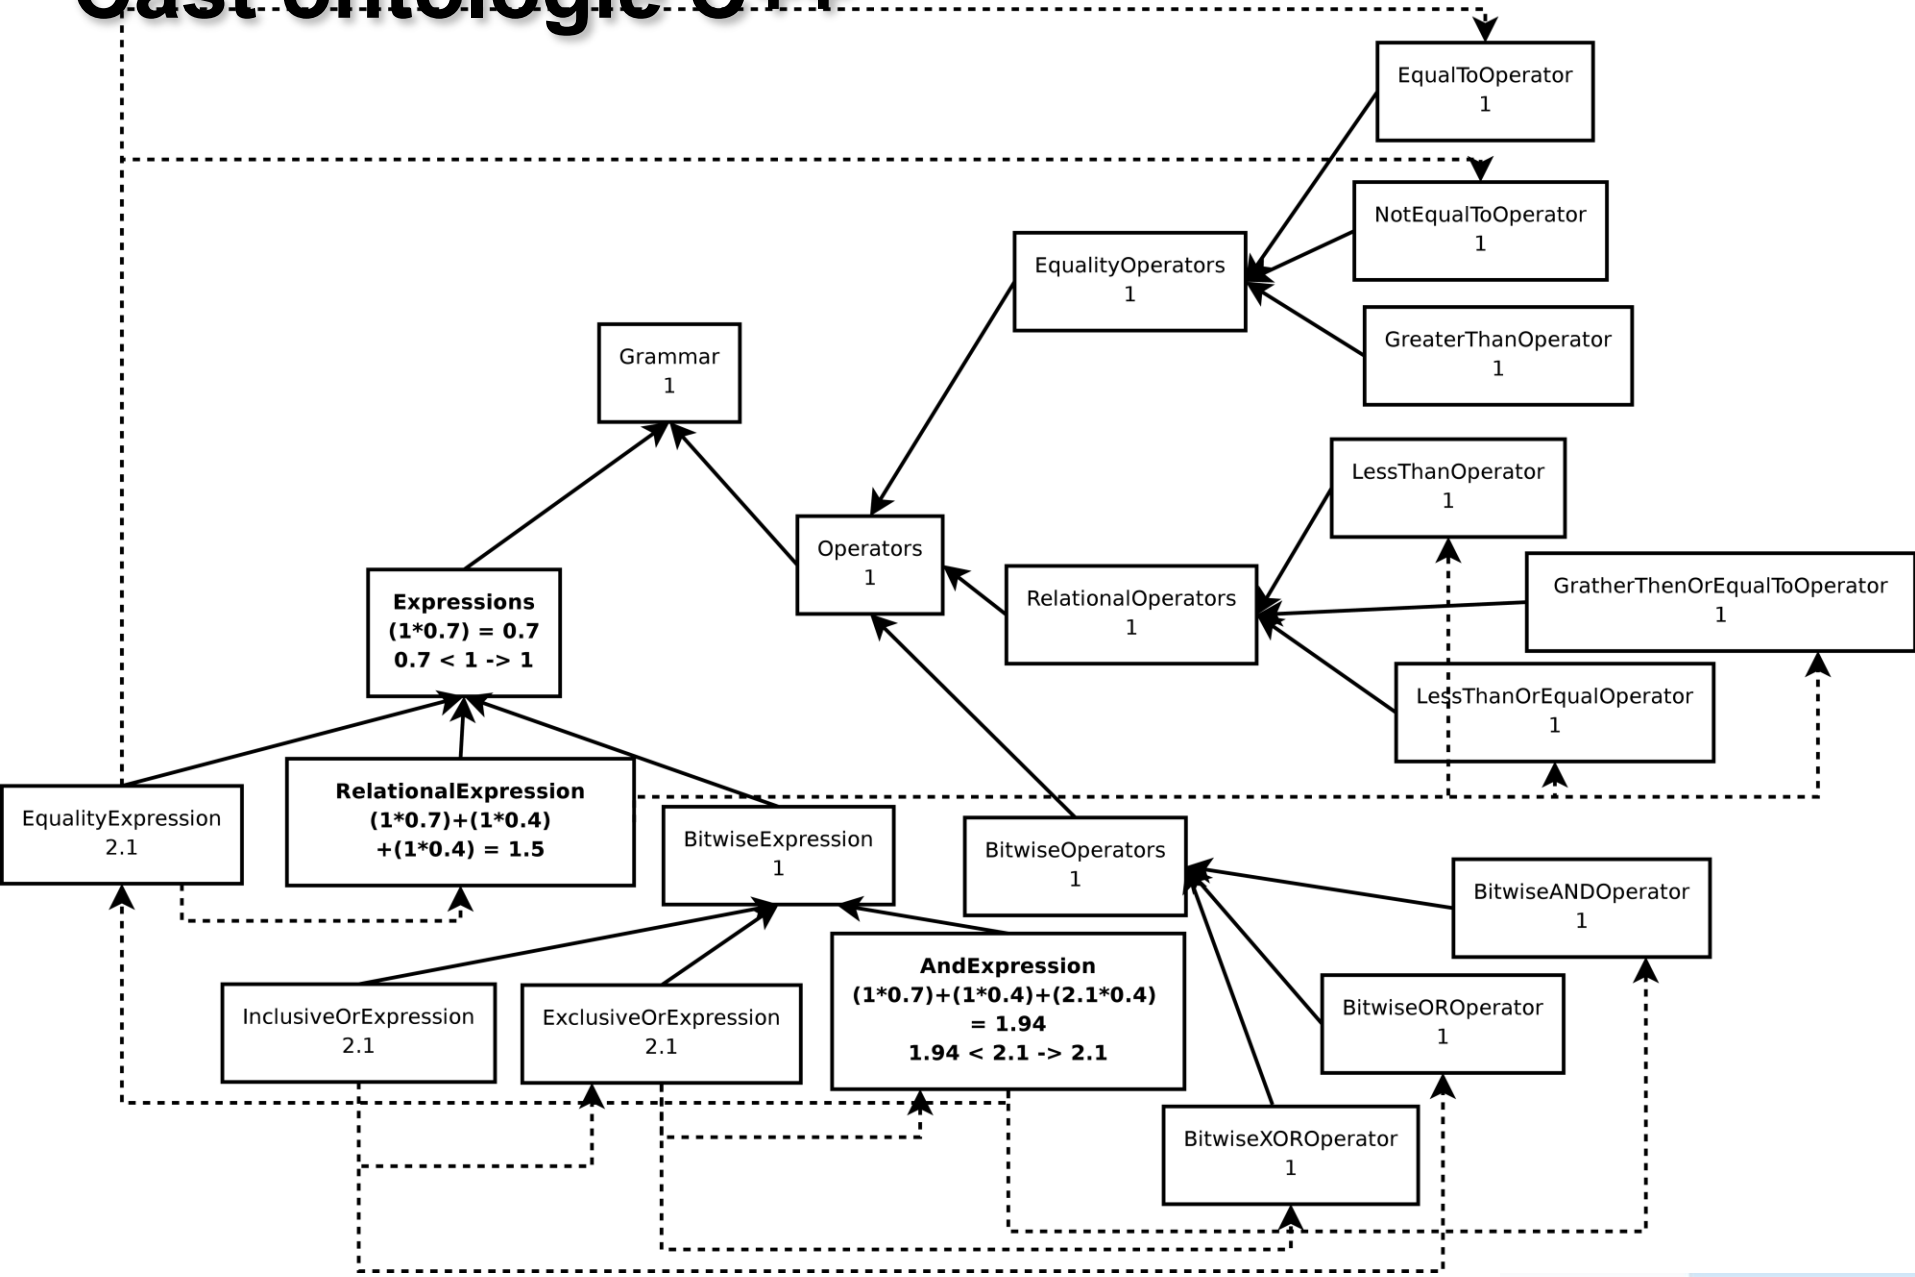 Cast ontologic C++
EqualToOperator
1
NotEqualToOperator
1
EqualityOperators
1
GreaterThanOperator
1
Grammar
1
LessThanOperator
1
Operators
1
GratherThenOrEqualToOperator
1
RelationalOperators
1
Expressions
(1*0.7) = 0.7
0.7 < 1 -> 1
LessThanOrEqualOperator
1
EqualityExpression
2.1
RelationalExpression
(1*0.7)+(1*0.4)
+(1*0.4) = 1.5
BitwiseExpression
1
BitwiseOperators
1
BitwiseANDOperator
1
InclusiveOrExpression
2.1
ExclusiveOrExpression
2.1
AndExpression
(1*0.7)+(1*0.4)+(2.1*0.4)
= 1.94
1.94 < 2.1 -> 2.1
BitwiseOROperator
1
BitwiseXOROperator
1